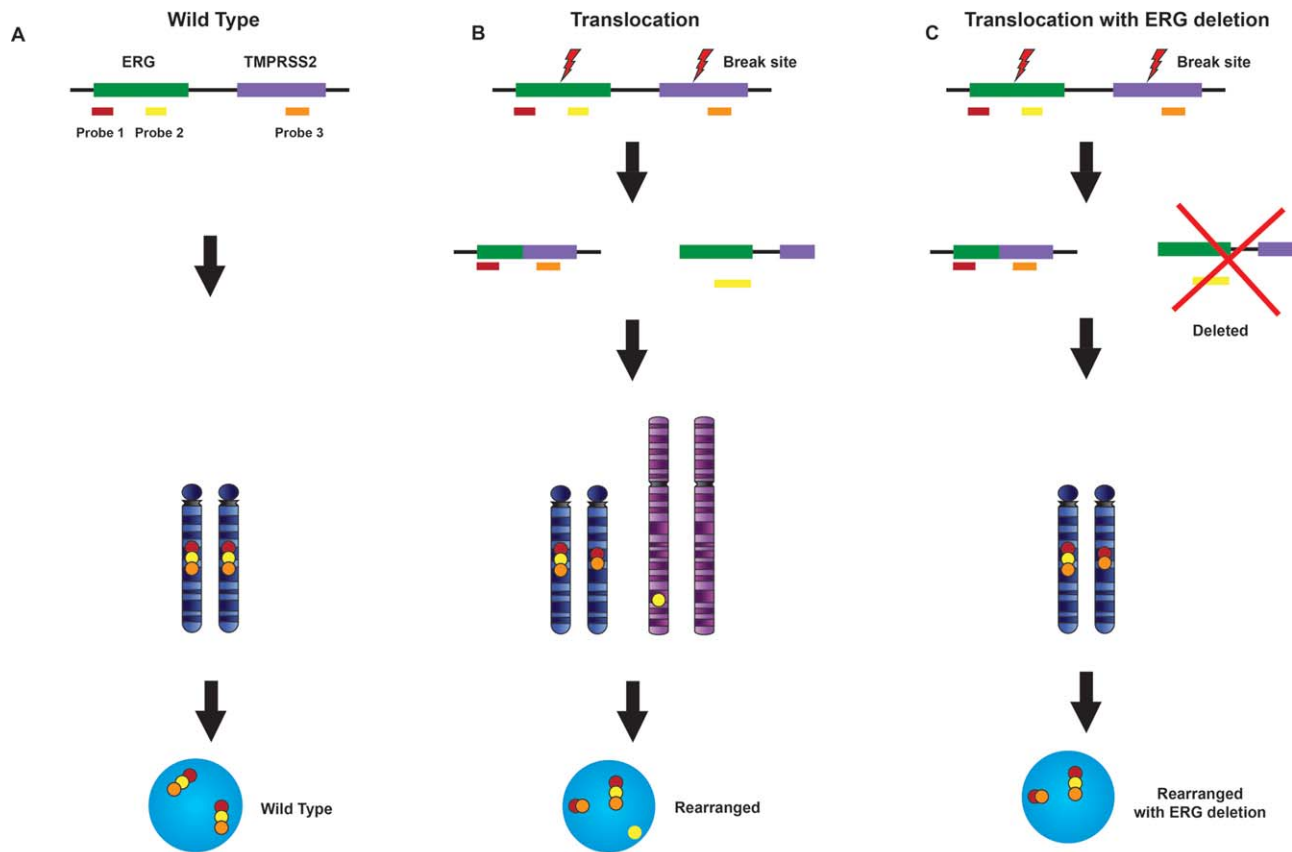 A
Wild Type
ERG TMPRSS2
Probe 1 Probe 2 Probe 3
Wild Type
B
Translocation
Break site
Rearranged
C
Translocation with ERG deletion
Break site
Deleted
Rearranged
with ERG deletion